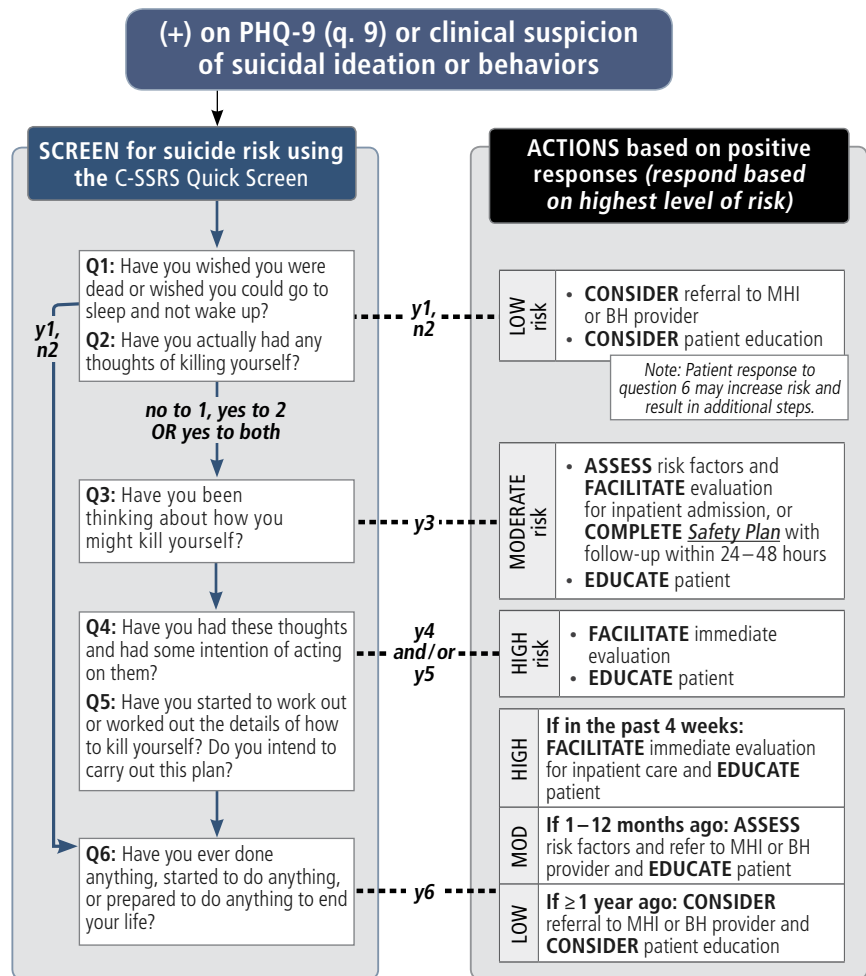 (+) on PHQ-9 (q. 9) or clinical suspicion
of suicidal ideation or behaviors
SCREEN for suicide risk using
the C-SSRS Quick Screen
Q1: Have you wished you were
dead or wished you could go to
sleep and not wake up?
Q2: Have you actually had any
thoughts of killing yourself?
y1,
n2
no to 1, yes to 2
OR yes to both
Q3: Have you been
thinking about how you
might kill yourself?
Q4: Have you had these thoughts
and had some intention of acting
on them?
Q5: Have you started to work out
or worked out the details of how
to kill yourself? Do you intend to
carry out this plan?
Q6: Have you ever done
anything, started to do anything,
or prepared to do anything to end
your life?
y1,
n2
y3
y4
and/or
y5
y6
ACTIONS based on positive
responses (respond based
on highest level of risk)
LOW
risk
• CONSIDER referral to MHI
or BH provider
• CONSIDER patient education
Note: Patient response to
question 6 may increase risk and
result in additional steps.
MODERATE
risk
• ASSESS risk factors and
FACILITATE evaluation
for inpatient admission, or
COMPLETE Safety Plan with
follow-up within 24–48 hours
• EDUCATE patient
HIGH
risk
• FACILITATE immediate
evaluation
• EDUCATE patient
HIGH
If in the past 4 weeks:
FACILITATE immediate evaluation
for inpatient care and EDUCATE
patient
MOD
If 1–12 months ago: ASSESS
risk factors and refer to MHI or BH
provider and EDUCATE patient
LOW
If ≥ 1 year ago: CONSIDER
referral to MHI or BH provider and
CONSIDER patient education